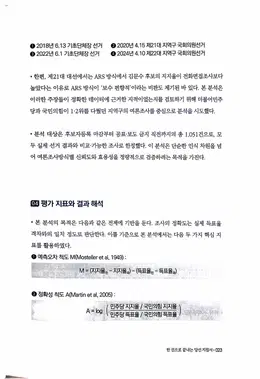 ❶ 2018년 6.13 기초단체장 선거 ❷ 2020년 4.15 제21대 지역구 국회의원선거
❸ 2022년 6.1 기초단체장 선거 ❹ 2024년 4.10 제22대 지역구 국회의원선거
• 한편, 제21대 대선에서는 ARS 방식에서 김문수 후보의 지지율이 전화면접조사보다
높았다는 이유로 ARS 방식이 '보수 편향적'이라는 비판도 제기된 바 있다. 본 분석은
이러한 주장들이 정확한 데이터에 근거한 지적이었는지를 검토하기 위해 더불어민주
당과 국민의힘이 1·2위를 다퉜던 지역구의 여론조사를 중심으로 분석을 시도했다.
• 분석 대상은 후보자등록 마감부터 공표·보도 금지 직전까지의 총 1,051건으로, 모
두 실제 선거 결과와 비교 가능한 조사로 한정했다. 이 분석은 단순한 인식 차원을 넘
어 여론조사방식별 신뢰도와 효용성을 정량적으로 검증하려는 목적을 가진다.
04 평가 지표와 결과 해석
• 본 분석의 목적은 다음과 같은 전제에 기반을 둔다. 조사의 정확도는 실제 득표율
격차와의 일치 정도로 판단한다. 이를 기준으로 본 분석에서는 다음 두 가지 핵심 지
표를 활용하였다.
❶ 예측오차 척도 M(Mosteller et al, 1949) :
M = (지지율 - 지지율) - (득표율 - 득표율)
❷ 정확성 척도 A(Martin et al, 2005) :
A = log ( 민주당 지지율 / 국민의힘 지지율
민주당 득표율 / 국민의힘 득표율 )
한 권으로 끝내는 당선 지침서 • 023